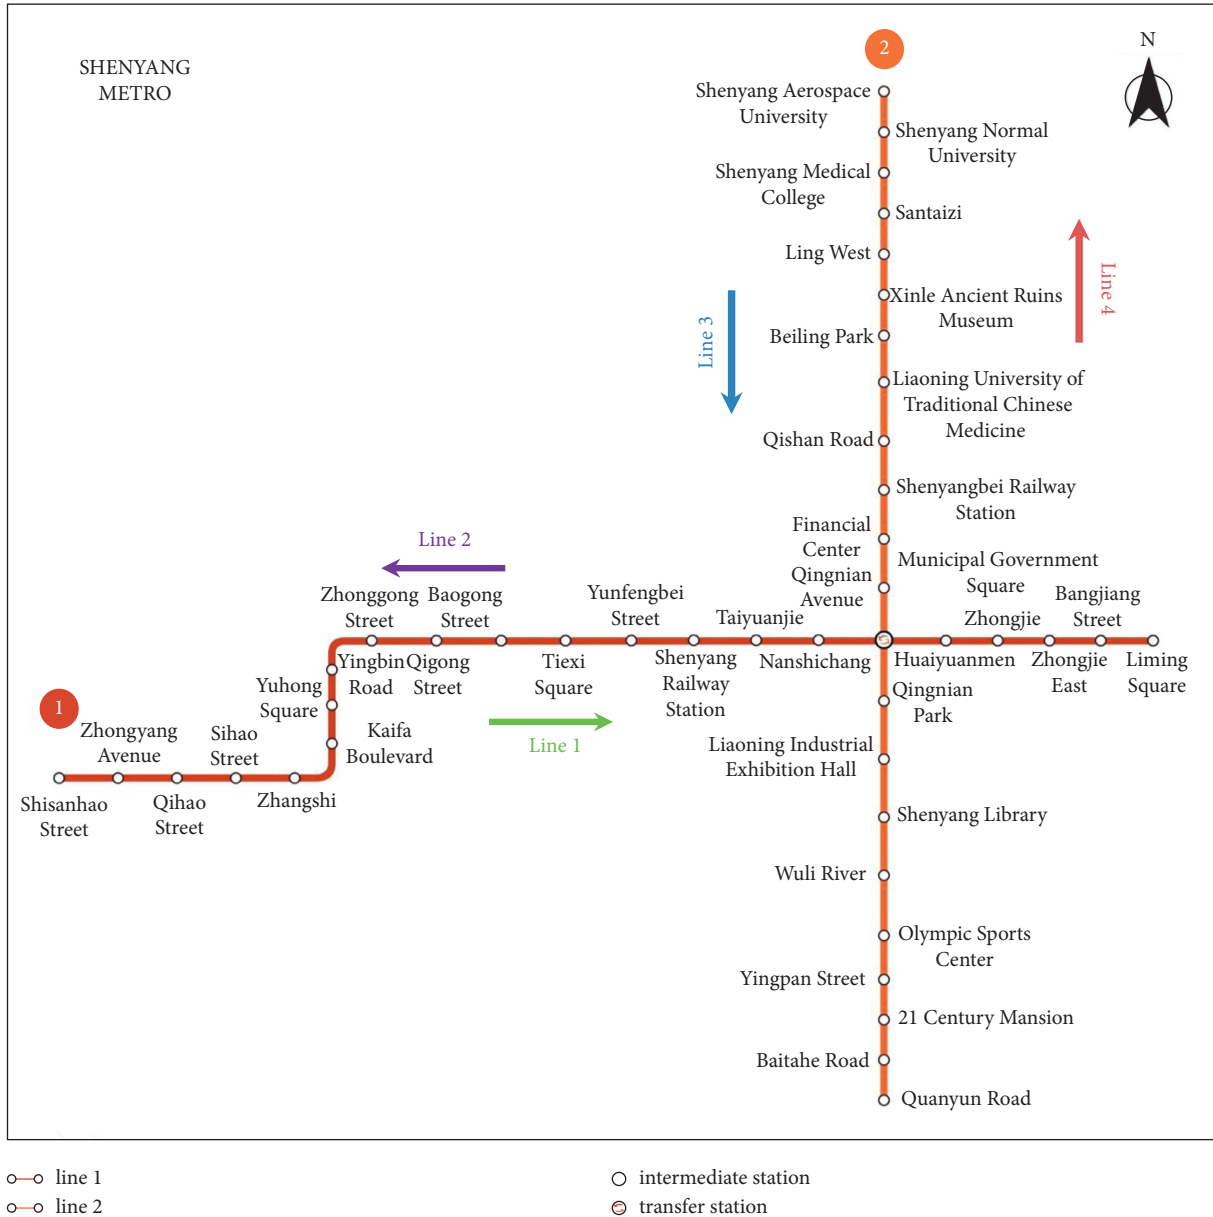 SHENYANG
METRO
2
N
Shenyang Aerospace
University
Shenyang Normal
University
Shenyang Medical
College
Santaizi
Ling West
Xinle Ancient Ruins
Museum
Beiling Park
Liaoning University of
Traditional Chinese
Medicine
Qishan Road
Shenyangbei Railway
Station
Financial
Center
Qingnian
Avenue
Municipal Government
Square
Line 3
Line 4
Line 2
Zhonggong
Street
Baogong
Street
Yunfengbei
Street
Taiyuanjie
Zhongjie
Bangjiang
Street
Yingbin
Road
Qigong
Street
Tiexi
Square
Shenyang
Railway
Station
Nanshichang
Huaiyuanmen
Zhongjie
East
Liming
Square
Yuhong
Square
Kaifa
Boulevard
1
Zhongyang
Avenue
Sihao
Street
Shisanhao
Street
Qihao
Street
Zhangshi
Line 1
Qingnian
Park
Liaoning Industrial
Exhibition Hall
Shenyang Library
Wuli River
Olympic Sports
Center
Yingpan Street
21 Century Mansion
Baitahe Road
Quanyun Road
line 1
line 2
intermediate station
transfer station